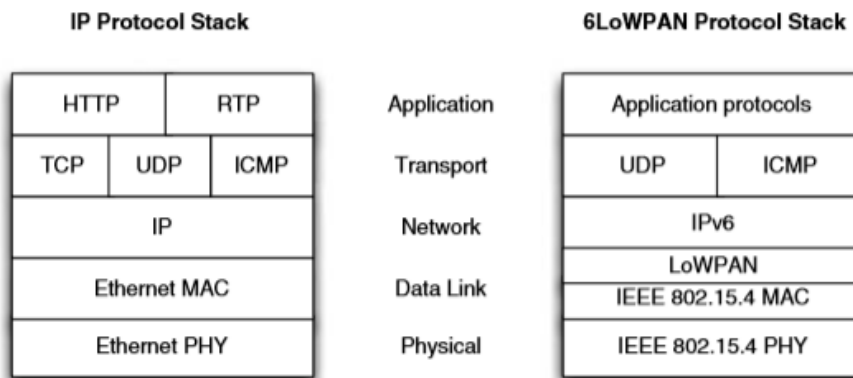 IP Protocol Stack 6LoWPAN Protocol Stack
HTTP RTP Application Application protocols
TCP UDP ICMP Transport UDP ICMP
IP Network IPv6
LoWPAN
Ethernet MAC Data Link IEEE 802.15.4 MAC
Ethernet PHY Physical IEEE 802.15.4 PHY